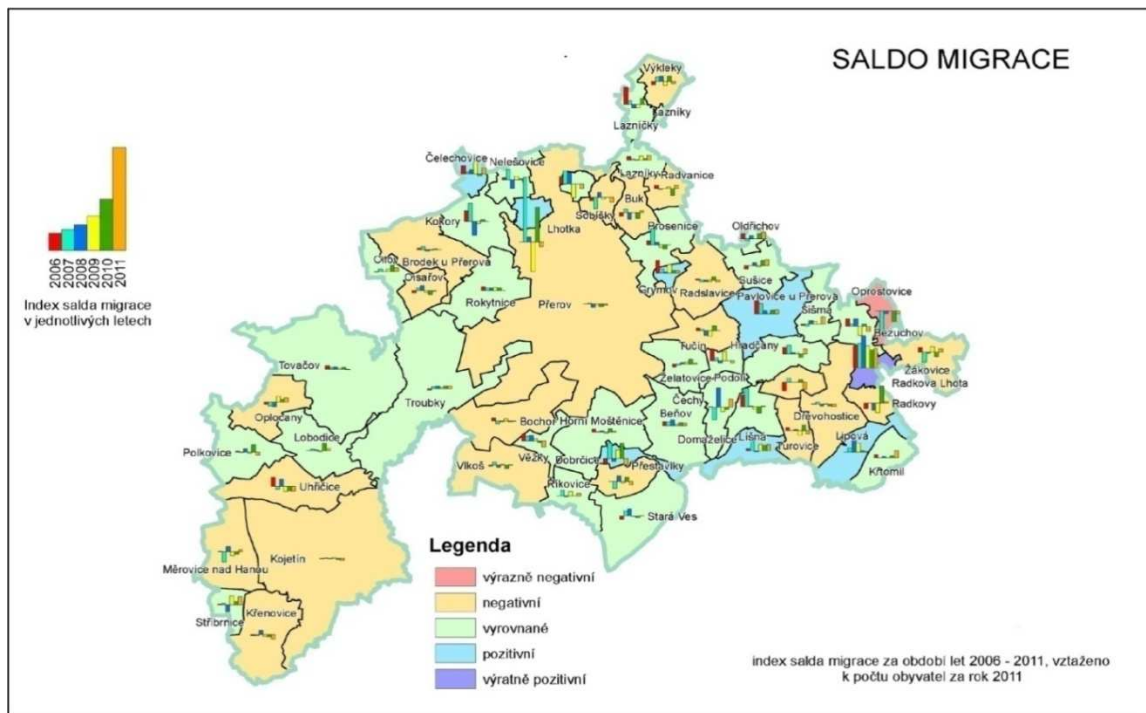 SALDO MIGRACE
Výkleky
Lazníky
Lazničky
Čelechovice
Nelešovice
Lazníky
Radvanice
Buk
Sobíšky
Kokory
Lhotka
Prosenice
Oldřichov
Brodek u Přerova
Císařov
Rokytnice
Přerov
Grymov
Radslavice
Sušice
Pavlovice u Přerova
Oprostovice
Šišma
Bezuchov
Tučín
Hradčany
Žákovice
Radkova Lhota
Tovačov
Želatovice
Podolí
Troubky
Čechy
Radkovy
Oplocany
Bochoř
Horní Moštěnice
Beňov
Dřevohostice
Lobodice
Domaželice
Líšná
Turovice
Lipová
Polkovice
Věžky
Dobrčice
Vlkoš
Přestavlky
Křtomil
Uhřičice
Říkovice
Stará Ves
Kojetín
Měrovice nad Hanou
Stříbrnice
Křenovice
2006
2007
2008
2009
2010
2011
Index salda migrace
v jednotlivých letech
Legenda
výrazně negativní
negativní
vyrovnané
pozitivní
výratně pozitivní
index salda migrace za období let 2006 - 2011, vztaženo
k počtu obyvatel za rok 2011